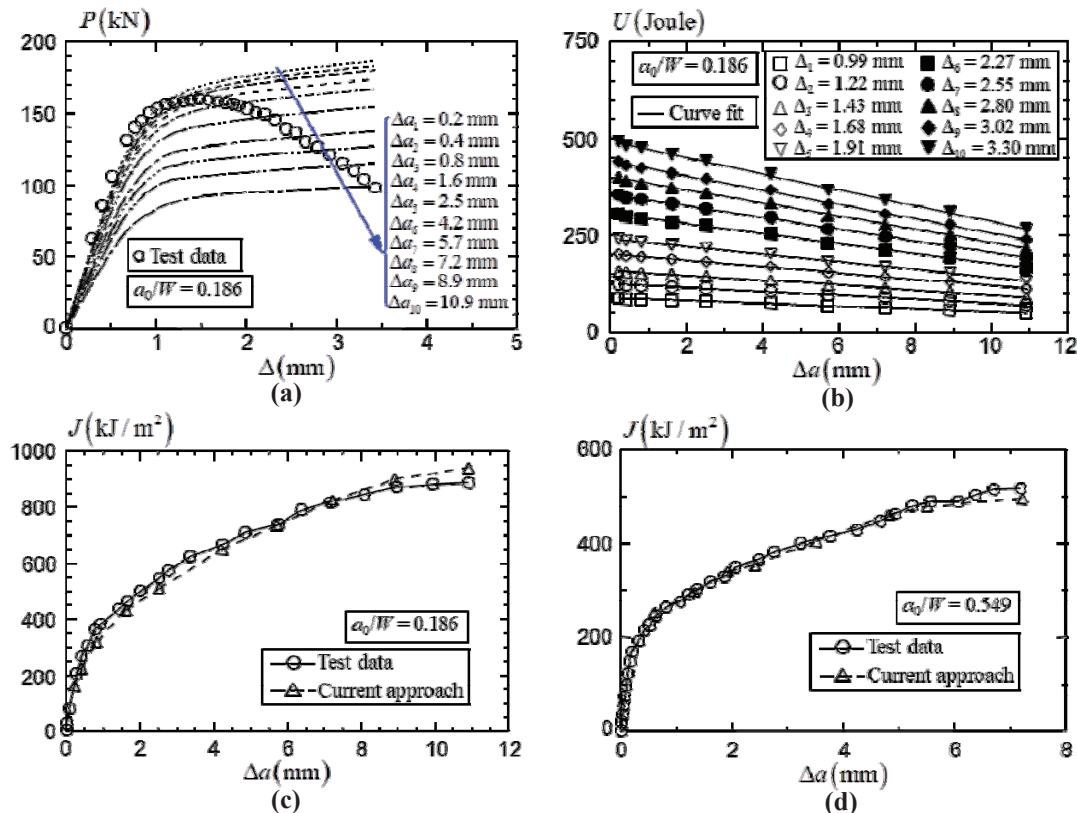 P(kN)
200
150
100
50
0
0 1 2 3 4 5
Δ(mm)
Δa₁ = 0.2 mm
Δa₂ = 0.4 mm
Δa₃ = 0.8 mm
Δa₄ = 1.6 mm
Δa₅ = 2.5 mm
Δa₆ = 4.2 mm
Δa₇ = 5.7 mm
Δa₈ = 7.2 mm
Δa₉ = 8.9 mm
Δa₁₀ = 10.9 mm
Test data
a₀/W = 0.186
(a)
U(Joule)
750
500
250
0
0 2 4 6 8 10 12
Δa(mm)
a₀/W = 0.186
Curve fit
Δ₁ = 0.99 mm
Δ₂ = 1.22 mm
Δ₃ = 1.43 mm
Δ₄ = 1.68 mm
Δ₅ = 1.91 mm
Δ₆ = 2.27 mm
Δ₇ = 2.55 mm
Δ₈ = 2.80 mm
Δ₉ = 3.02 mm
Δ₁₀ = 3.30 mm
(b)
J(kJ/m²)
1000
800
600
400
200
0
0 2 4 6 8 10 12
Δa(mm)
a₀/W = 0.186
Test data
Current approach
(c)
J(kJ/m²)
600
400
200
0
0 2 4 6 8
Δa(mm)
a₀/W = 0.549
Test data
Current approach
(d)